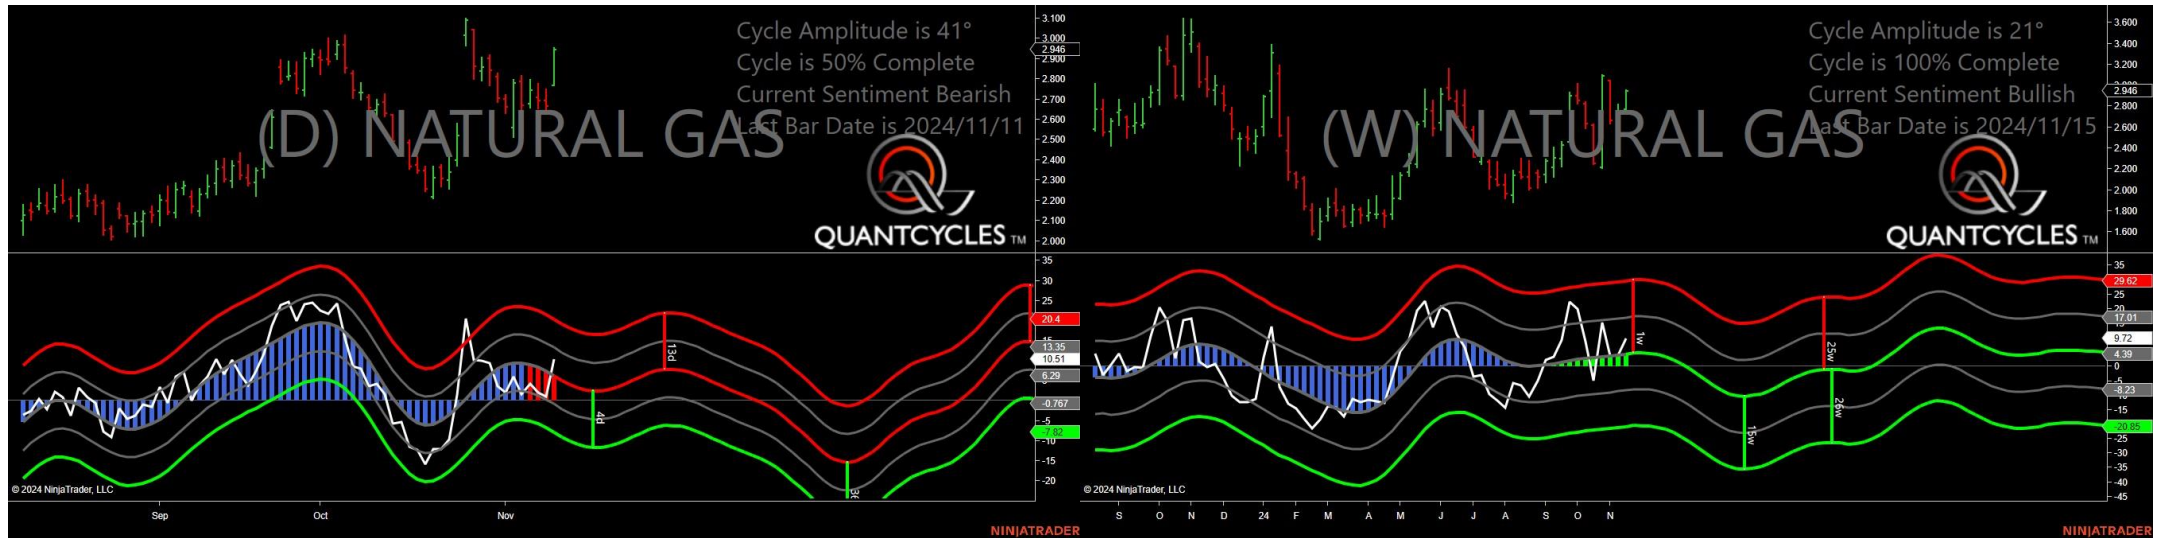 Cycle Amplitude is 41°
Cycle is 50% Complete
Current Sentiment Bearish
Last Bar Date is 2024/11/11
(D) NATURAL GAS
QUANTCYCLES TM
3.100
3.000
2.946
2.900
2.800
2.700
2.600
2.500
2.400
2.300
2.200
2.100
2.000
35
30
25
20.4
15
13.35
10.51
6.29
-0.767
-5
-7.82
-10
-15
-20
13d
4d
© 2024 NinjaTrader, LLC
Sep
Oct
Nov
NINJATRADER
Cycle Amplitude is 21°
Cycle is 100% Complete
Current Sentiment Bullish
Last Bar Date is 2024/11/15
(W) NATURAL GAS
QUANTCYCLES TM
3.600
3.400
3.200
3.000
2.946
2.800
2.600
2.400
2.200
2.000
1.800
1.600
35
29.62
25
20
17.01
9.72
4.39
0
-5
-8.23
-10
-15
-20.85
-25
-30
-35
-40
-45
1w
25w
15w
26w
© 2024 NinjaTrader, LLC
S
O
N
D
24
F
M
A
M
J
J
A
S
O
N
NINJATRADER